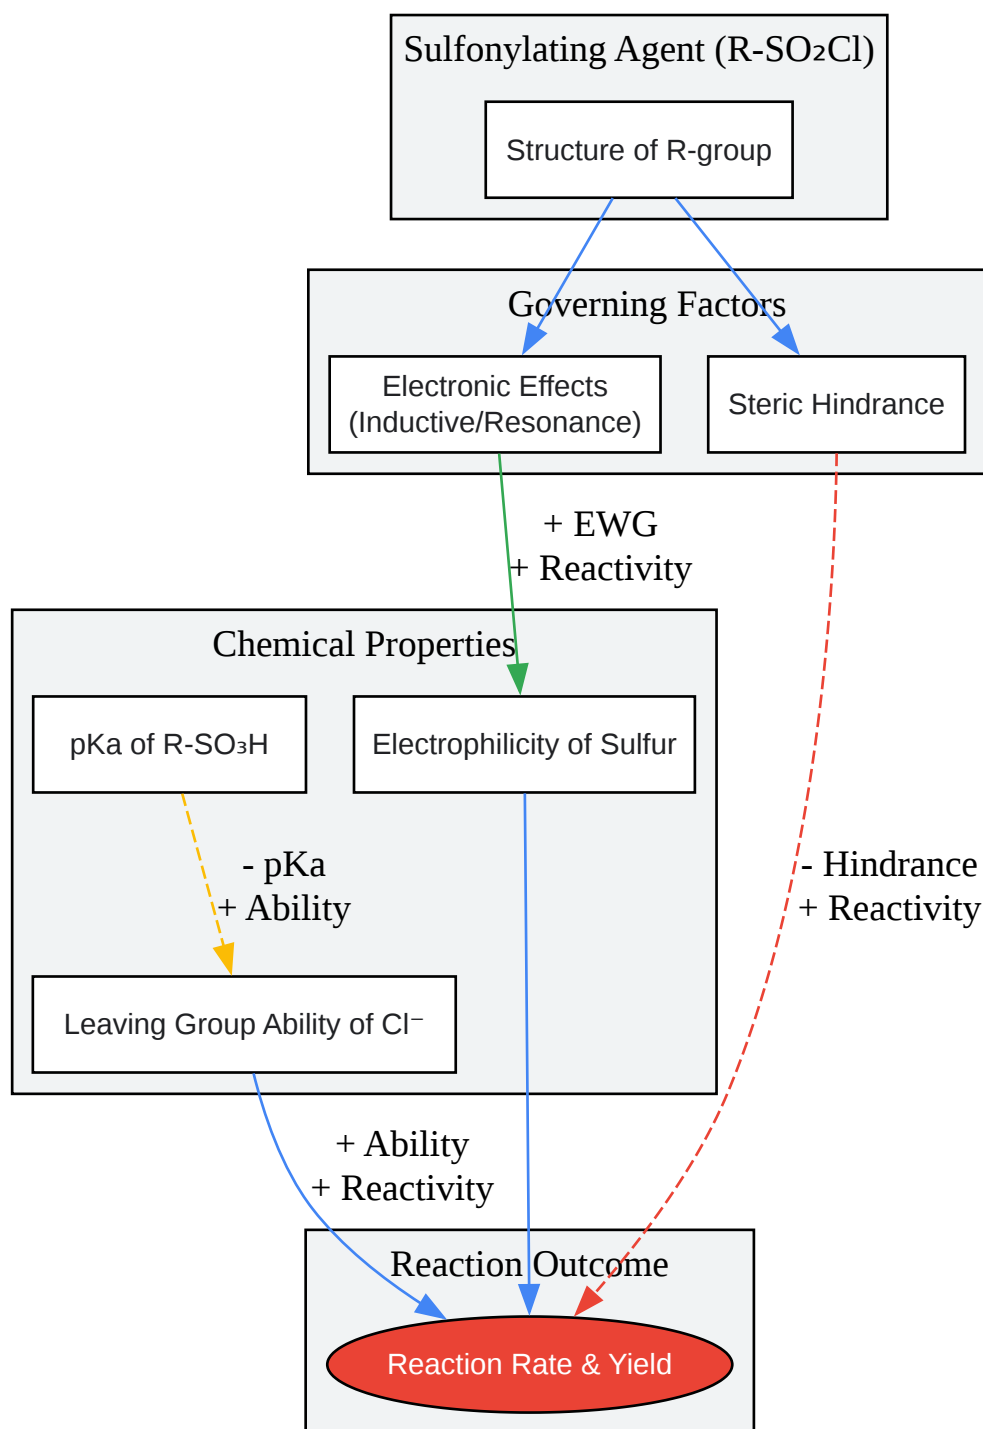 Sulfonylating Agent (R-SO₂Cl)
Structure of R-group
Governing Factors
Electronic Effects
(Inductive/Resonance)
Steric Hindrance
+ EWG
+ Reactivity
Chemical Properties
pKa of R-SO₃H
Electrophilicity of Sulfur
- pKa
+ Ability
- Hindrance
+ Reactivity
Leaving Group Ability of Cl⁻
+ Ability
+ Reactivity
Reaction Outcome
Reaction Rate & Yield